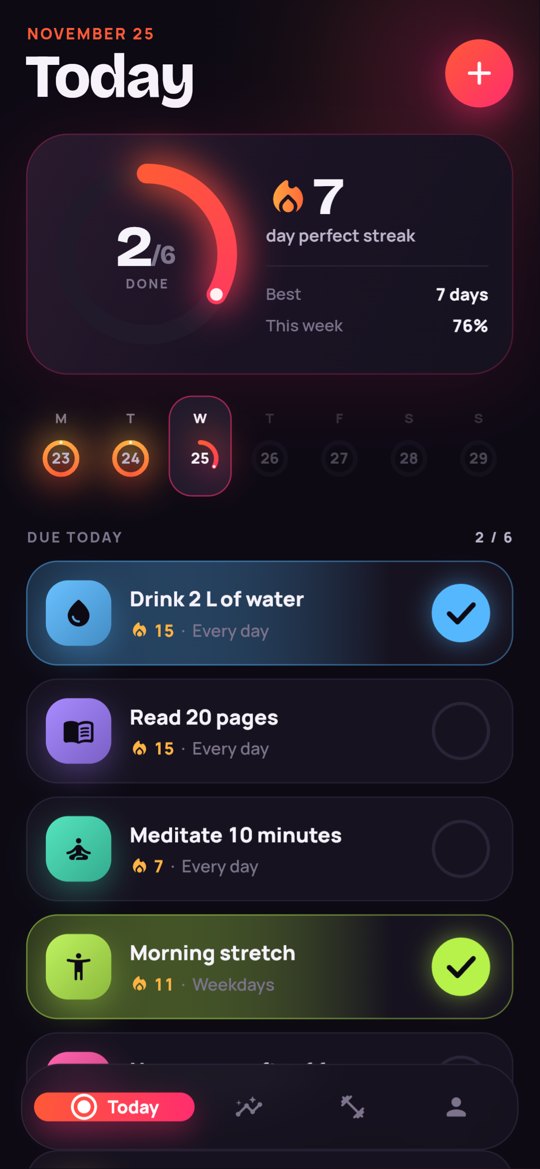 NOVEMBER 25
Today
2/6
DONE
7
day perfect streak
Best 7 days
This week 76%
M T W T F S S
23 24 25 26 27 28 29
DUE TODAY 2 / 6
Drink 2 L of water
15 · Every day
Read 20 pages
15 · Every day
Meditate 10 minutes
7 · Every day
Morning stretch
11 · Weekdays
Today